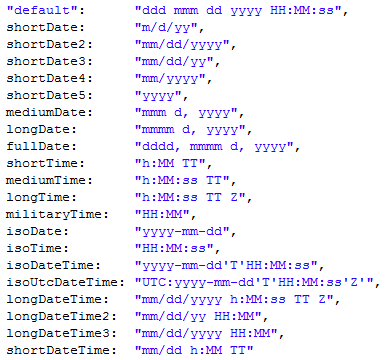 "default":      "ddd mmm dd yyyy HH:MM:ss",
shortDate:      "m/d/yy",
shortDate2:     "mm/dd/yyyy",
shortDate3:     "mm/dd/yy",
shortDate4:     "mm/yyyy",
shortDate5:     "yyyy",
mediumDate:     "mmm d, yyyy",
longDate:       "mmmm d, yyyy",
fullDate:       "dddd, mmmm d, yyyy",
shortTime:      "h:MM TT",
mediumTime:     "h:MM:ss TT",
longTime:       "h:MM:ss TT Z",
militaryTime:   "HH:MM",
isoDate:        "yyyy-mm-dd",
isoTime:        "HH:MM:ss",
isoDateTime:    "yyyy-mm-dd'T'HH:MM:ss",
isoUtcDateTime: "UTC:yyyy-mm-dd'T'HH:MM:ss'Z'",
longDateTime:   "mm/dd/yyyy h:MM:ss TT Z",
longDateTime2:  "mm/dd/yy HH:MM",
longDateTime3:  "mm/dd/yyyy HH:MM",
shortDateTime:  "mm/dd h:MM TT"